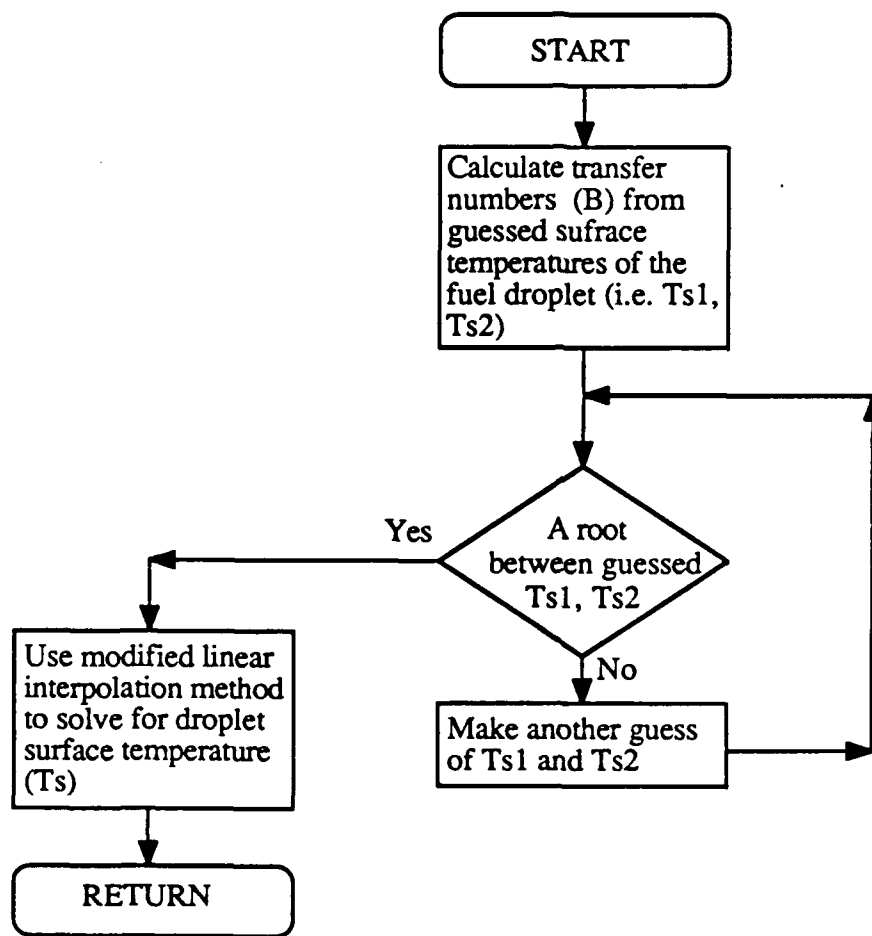 START
Calculate transfer
numbers (B) from
guessed sufrace
temperatures of the
fuel droplet (i.e. Ts1,
Ts2)
Yes
A root
between guessed
Ts1, Ts2
No
Use modified linear
interpolation method
to solve for droplet
surface temperature
(Ts)
Make another guess
of Ts1 and Ts2
RETURN